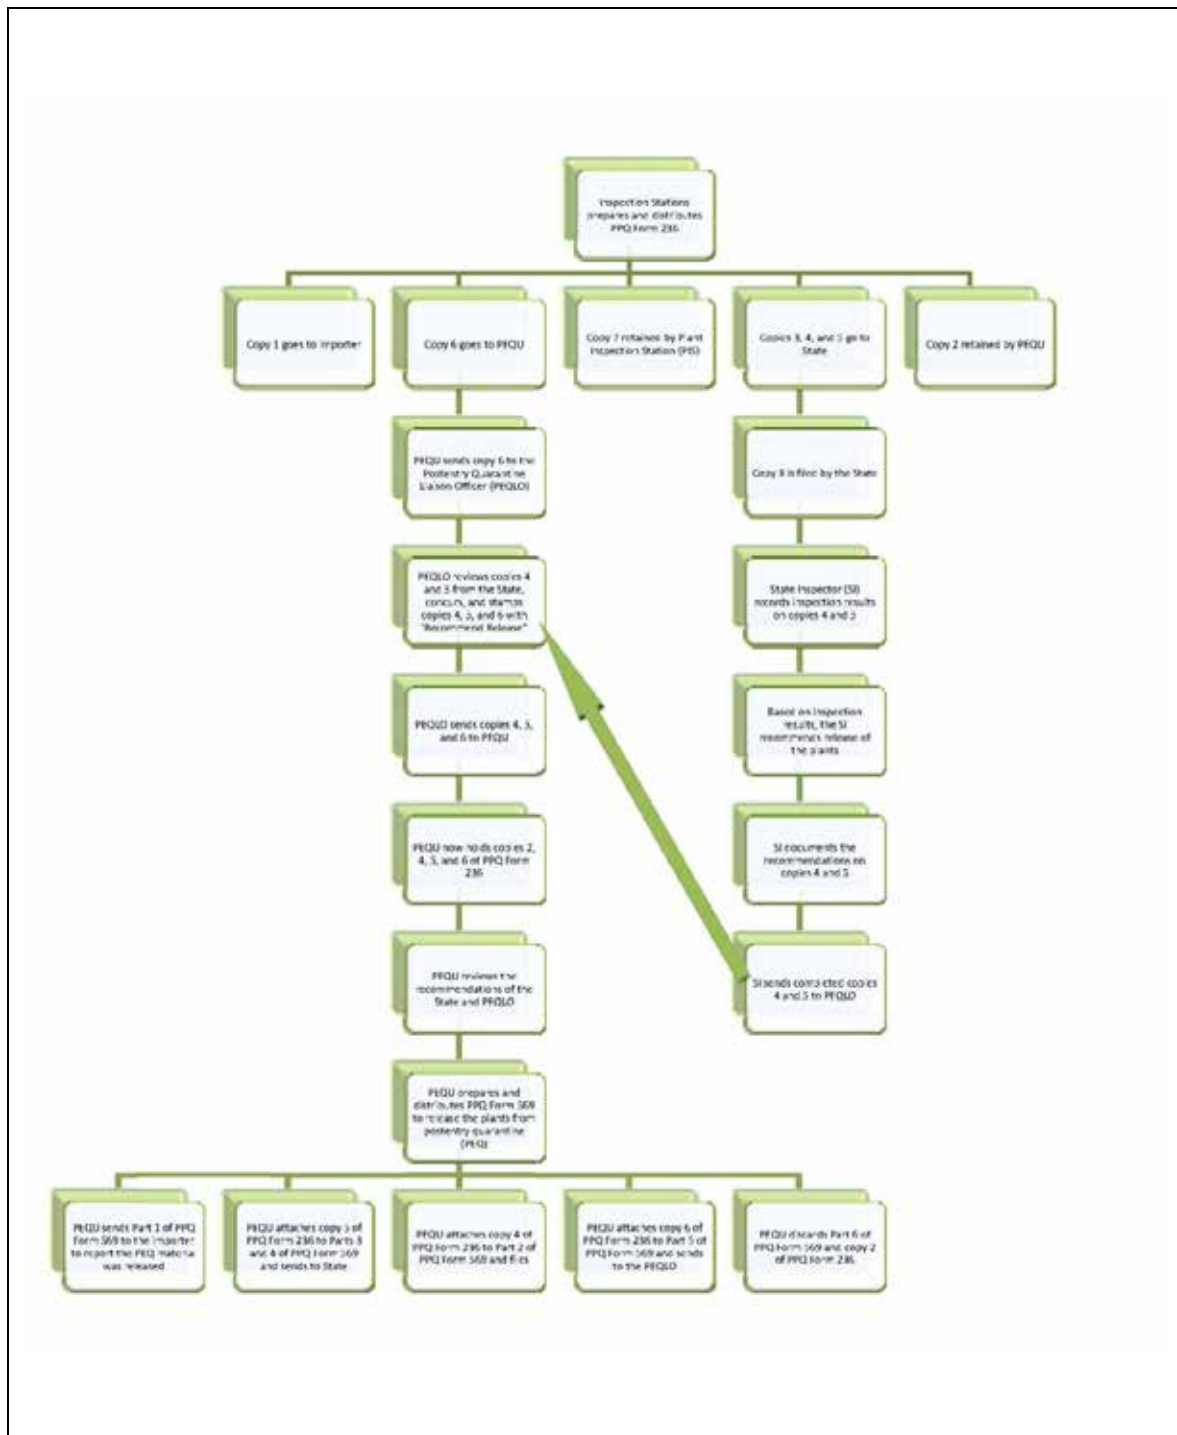 Inspection Stations
prepares and distributes
PPQ Form 236
Copy 1 goes to Importer
Copy 6 goes to PEQU
Copy 7 retained by Plant
Inspection Station (PIS)
Copies 3, 4, and 5 go to
State
Copy 2 retained by PEQU
PEQU sends copy 6 to the
Postentry Quarantine
Liaison Officer (PEQLO)
Copy 3 is filed by the State
PEQLO reviews copies 4
and 5 from the State,
concurs, and stamps
copies 4, 5, and 6 with
"Recommend Release"
State Inspector (SI)
records inspection results
on copies 4 and 5
PEQLO sends copies 4, 5,
and 6 to PEQU
Based on inspection
results, the SI
recommends release of
the plants
PEQU now holds copies 2,
4, 5, and 6 of PPQ Form
236
SI documents the
recommendations on
copies 4 and 5
PEQU reviews the
recommendations of the
State and PEQLO
SI sends completed copies
4 and 5 to PEQLO
PEQU prepares and
distributes PPQ Form 569
to release the plants from
postentry quarantine
(PEQ)
PEQU sends Part 1 of PPQ
Form 569 to the importer
to report the PEQ material
was released
PEQU attaches copy 5 of
PPQ Form 236 to Parts 3
and 4 of PPQ Form 569
and sends to State
PEQU attaches copy 4 of
PPQ Form 236 to Part 2 of
PPQ Form 569 and files
PEQU attaches copy 6 of
PPQ Form 236 to Part 5 of
PPQ Form 569 and sends
to the PEQLO
PEQU discards Part 6 of
PPQ Form 569 and copy 2
of PPQ Form 236